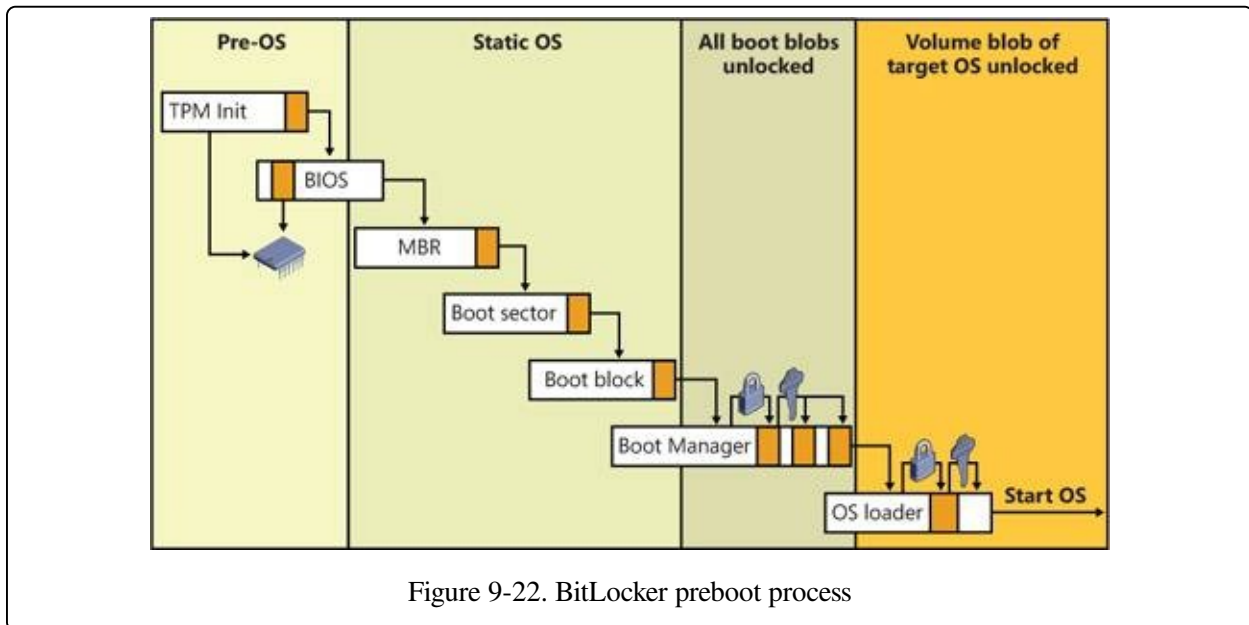 Pre-OS
Static OS
All boot blobs
unlocked
Volume blob of
target OS unlocked
TPM Init
BIOS
MBR
Boot sector
Boot block
Boot Manager
OS loader
Start OS
Figure 9-22. BitLocker preboot process